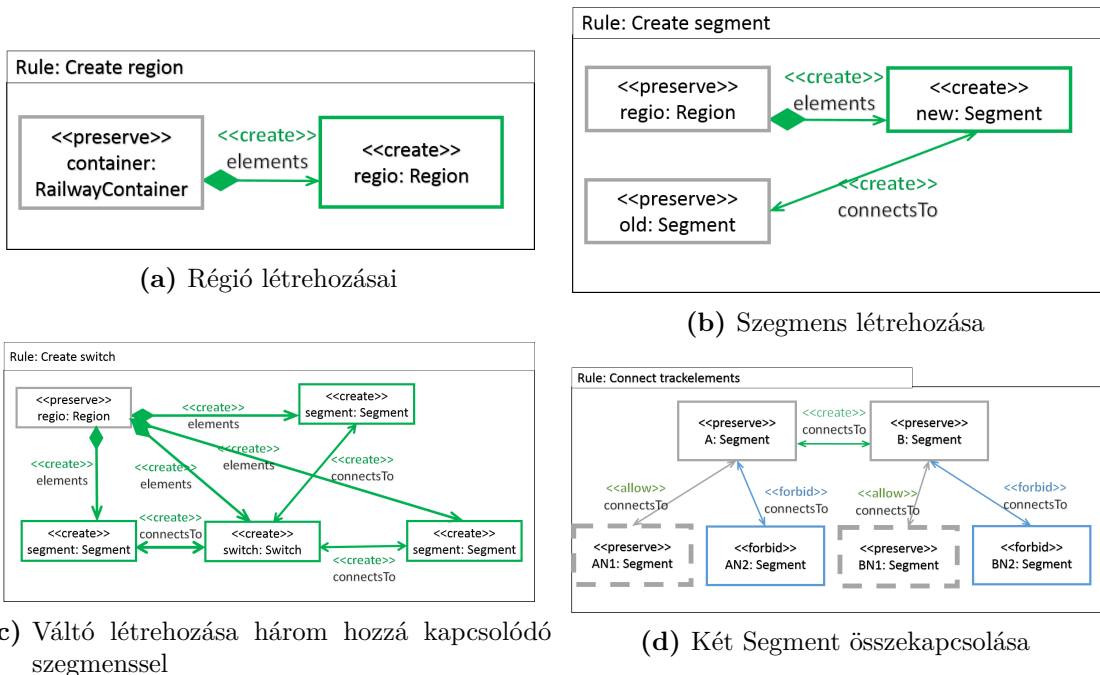 Rule: Create region
<<preserve>>
container:
RailwayContainer
<<create>>
elements
<<create>>
regio: Region
(a) Régió létrehozásai
Rule: Create segment
<<preserve>>
regio: Region
<<create>>
elements
<<create>>
new: Segment
<<preserve>>
old: Segment
<<create>>
connectsTo
(b) Szegmens létrehozása
Rule: Create switch
<<preserve>>
regio: Region
<<create>>
elements
<<create>>
segment: Segment
<<create>>
elements
<<create>>
elements
<<create>>
elements
<<create>>
connectsTo
<<create>>
segment: Segment
<<create>>
connectsTo
<<create>>
switch: Switch
<<create>>
connectsTo
<<create>>
segment: Segment
c) Váltó létrehozása három hozzá kapcsolódó
szegmenssel
Rule: Connect trackelements
<<preserve>>
A: Segment
<<create>>
connectsTo
<<preserve>>
B: Segment
<<allow>>
connectsTo
<<forbid>>
connectsTo
<<allow>>
connectsTo
<<forbid>>
connectsTo
<<preserve>>
AN1: Segment
<<forbid>>
AN2: Segment
<<preserve>>
BN1: Segment
<<forbid>>
BN2: Segment
(d) Két Segment összekapcsolása